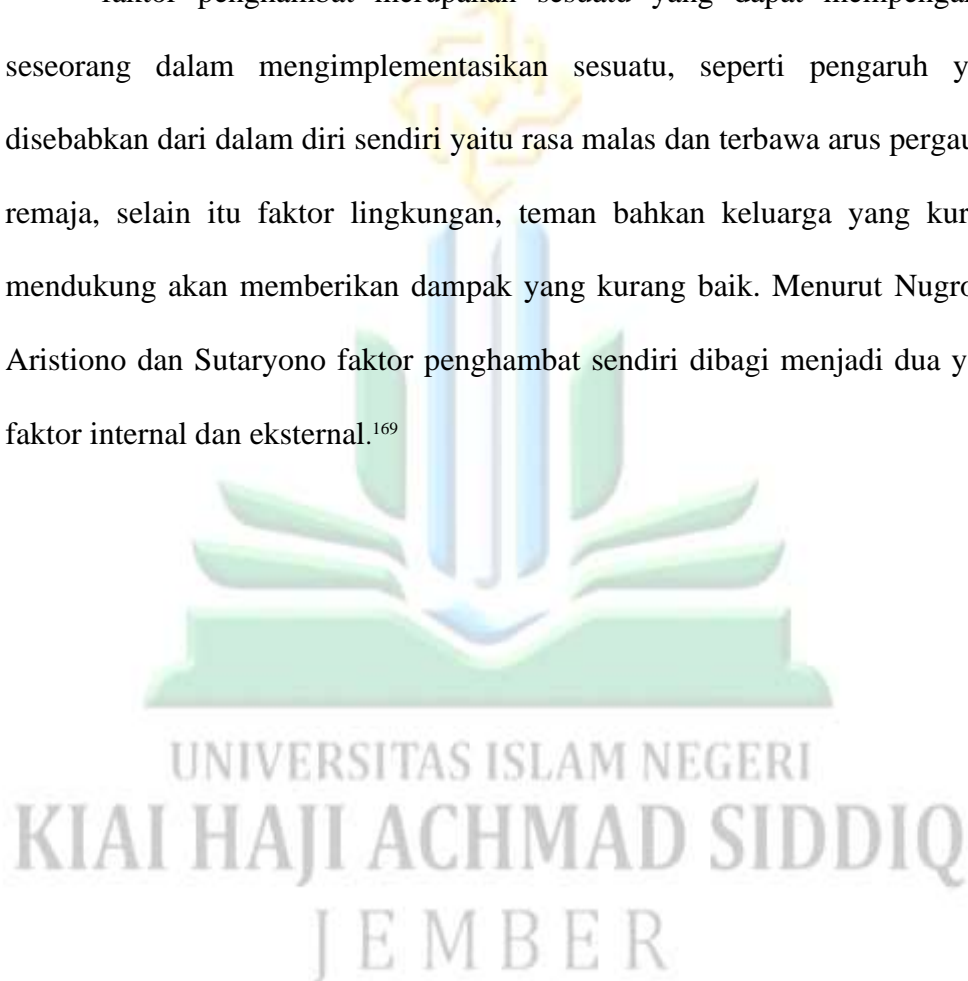 faktor penghambat merupakan sesuatu yang dapat
seseorang dalam mengimplementasikan sesuatu, seperti pengaruh
disebabkan dari dalam diri sendiri yaitu rasa malas dan terbawa arus
remaja, selain itu faktor lingkungan, teman bahkan keluarga yang
mendukung akan memberikan dampak yang kurang baik. Menurut
Aristiono dan Sutaryono faktor penghambat sendiri dibagi menjadi dua
faktor internal dan eksternal.¹⁶⁹
UNIVERSITAS ISLAM NEGERI
KIAI HAJI ACHMAD SIDDIQ
J E M B E R